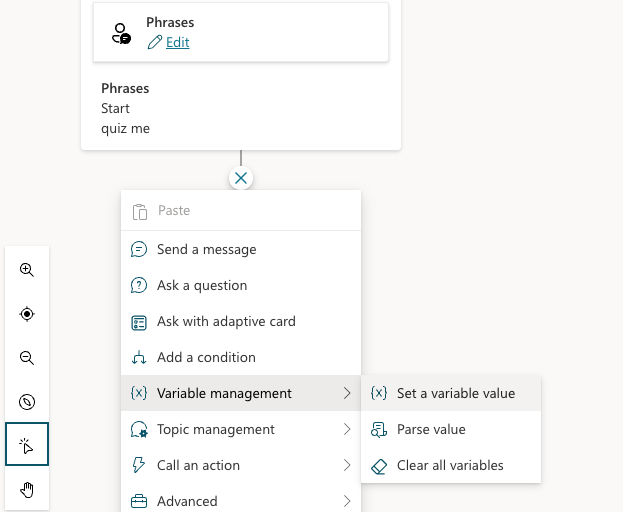 Phrases
Edit
Phrases
Start
quiz me
Paste
Send a message
Ask a question
Ask with adaptive card
Add a condition
{x} Variable management
{x} Set a variable value
Topic management
Parse value
Call an action
Clear all variables
Advanced